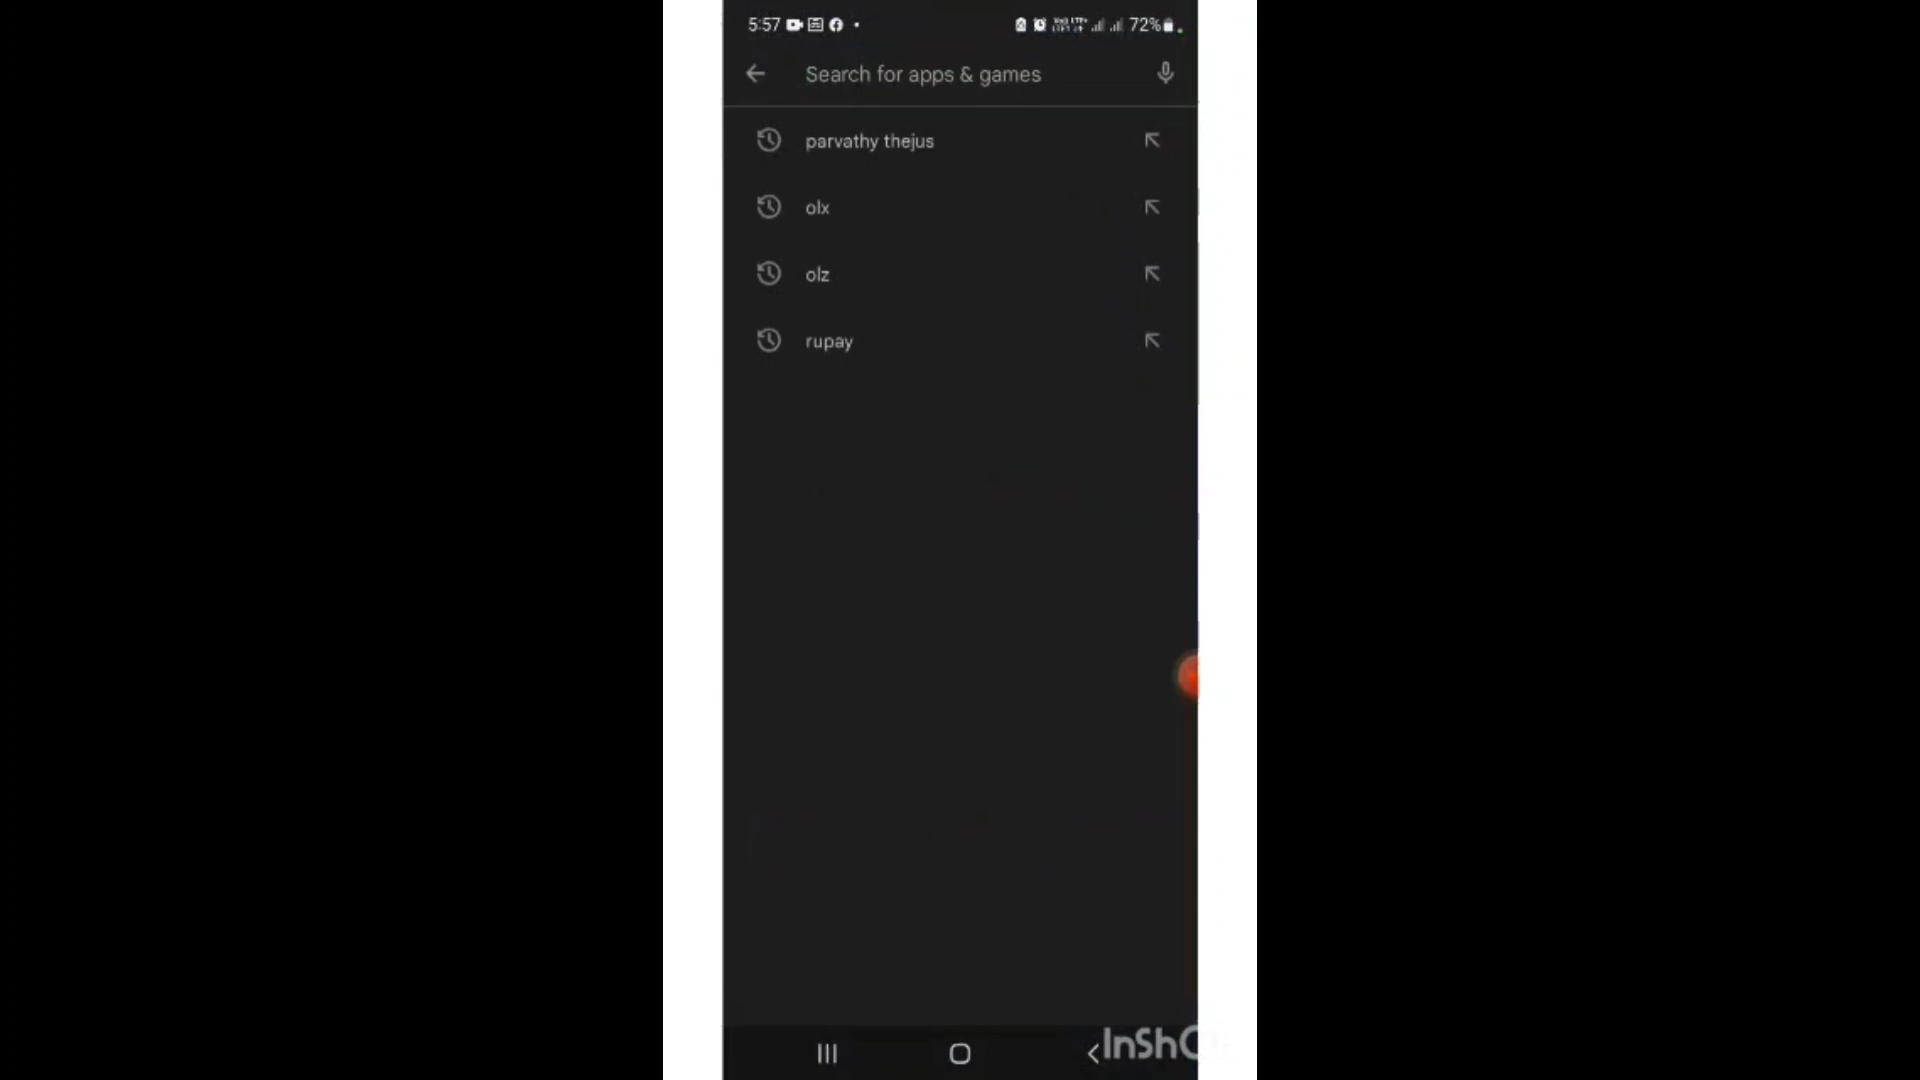 5:57
72%
Search for apps & games
parvathy thejus
olx
olz
rupay
InSh